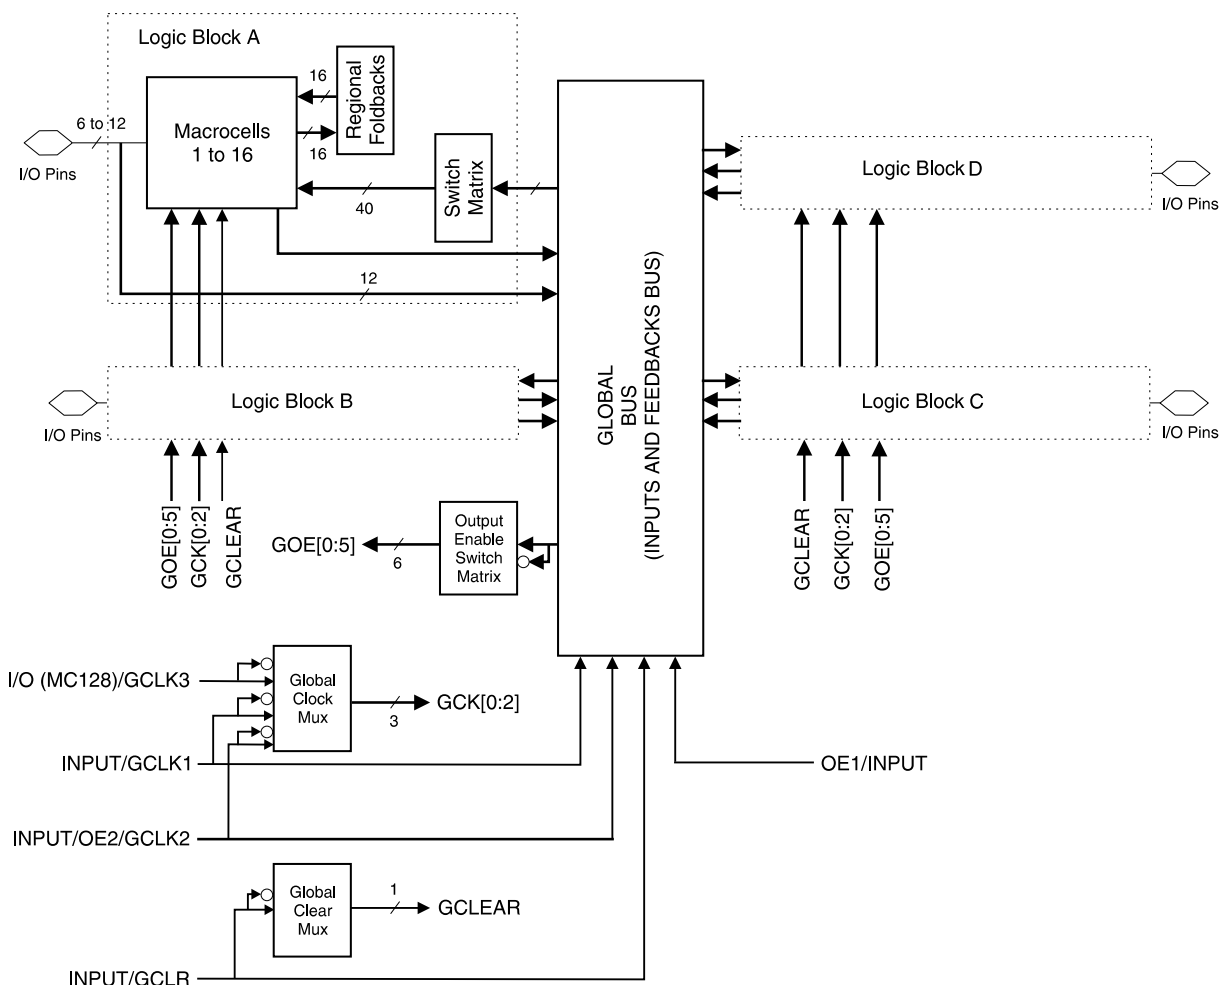 Logic Block A
16
Regional
Foldbacks
6 to 12
Macrocells
1 to 16
16
I/O Pins
40
Switch
Matrix
12
Logic Block D
I/O Pins
GLOBAL
BUS
(INPUTS AND FEEDBACKS BUS)
Logic Block B
I/O Pins
Logic Block C
I/O Pins
GOE[0:5]
GCK[0:2]
GCLEAR
GCLEAR
GCK[0:2]
GOE[0:5]
GOE[0:5]
6
Output
Enable
Switch
Matrix
I/O (MC128)/GCLK3
Global
Clock
Mux
3
GCK[0:2]
INPUT/GCLK1
OE1/INPUT
INPUT/OE2/GCLK2
Global
Clear
Mux
1
GCLEAR
INPUT/GCLR